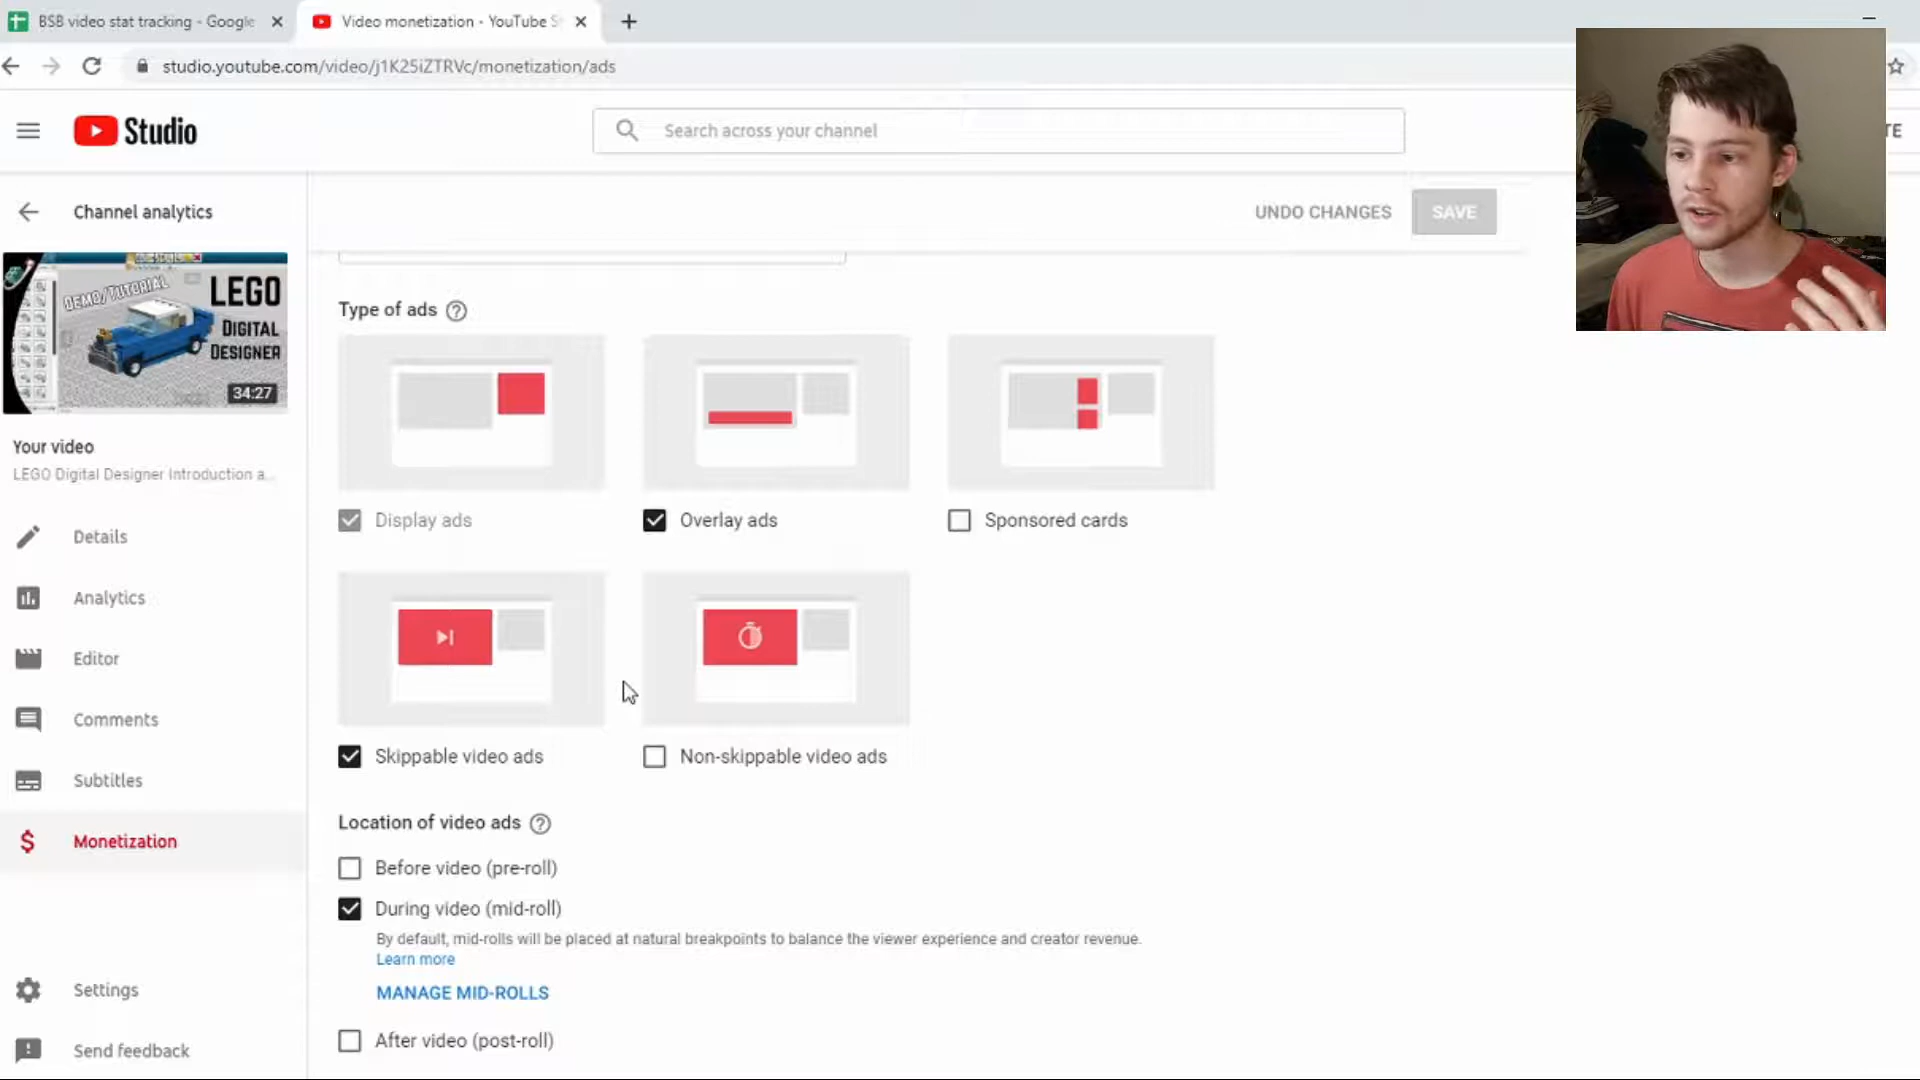 BSB video stat tracking - Google
Video monetization - YouTube S
studio.youtube.com/video/j1K25iZTRVc/monetization/ads
Studio
Search across your channel
TE
Channel analytics
UNDO CHANGES
SAVE
DEMO/TUTORIAL
LEGO
DIGITAL
DESIGNER
34:27
Your video
LEGO Digital Designer Introduction a...
Details
Analytics
Editor
Comments
Subtitles
Monetization
Settings
Send feedback
Type of ads
Display ads
Overlay ads
Sponsored cards
Skippable video ads
Non-skippable video ads
Location of video ads
Before video (pre-roll)
During video (mid-roll)
By default, mid-rolls will be placed at natural breakpoints to balance the viewer experience and creator revenue.
Learn more
MANAGE MID-ROLLS
After video (post-roll)